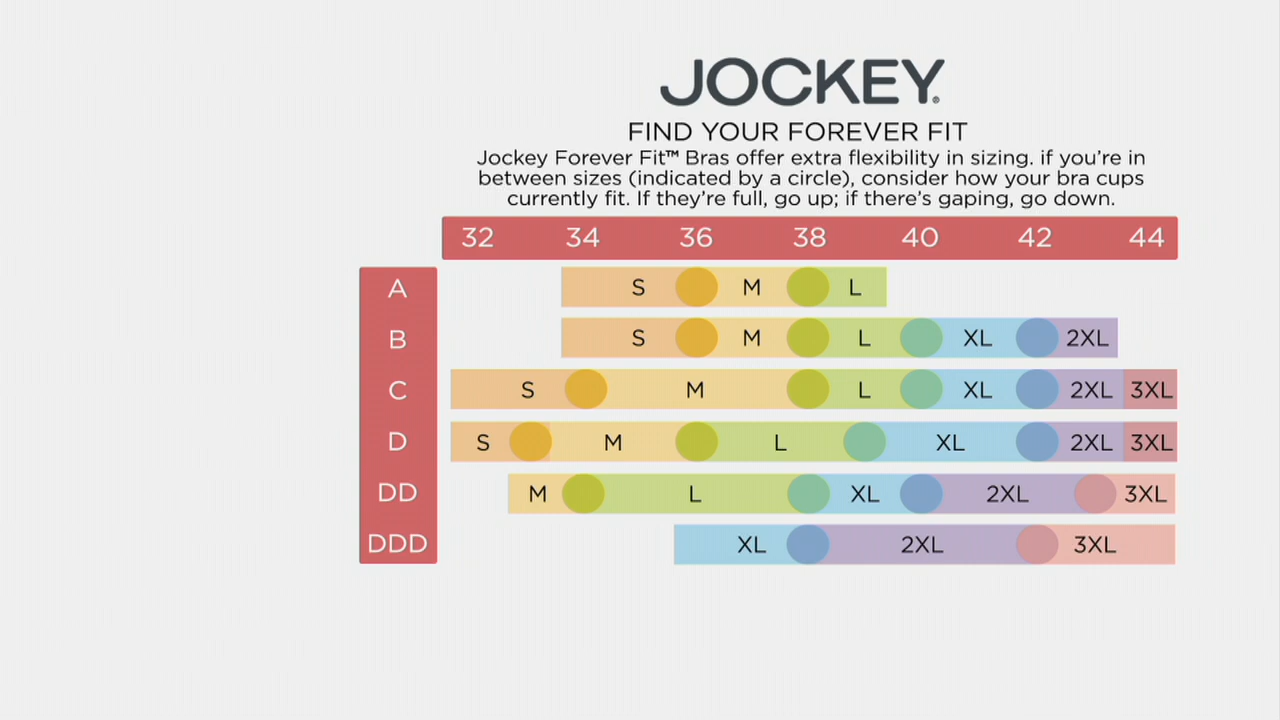 JOCKEY®
FIND YOUR FOREVER FIT
Jockey Forever Fit™ Bras offer extra flexibility in sizing. if you're in
between sizes (indicated by a circle), consider how your bra cups
currently fit. If they're full, go up; if there's gaping, go down.
32 34 36 38 40 42 44
A S M L
B S M L XL 2XL
C S M L XL 2XL 3XL
D S M L XL 2XL 3XL
DD M L XL 2XL 3XL
DDD XL 2XL 3XL